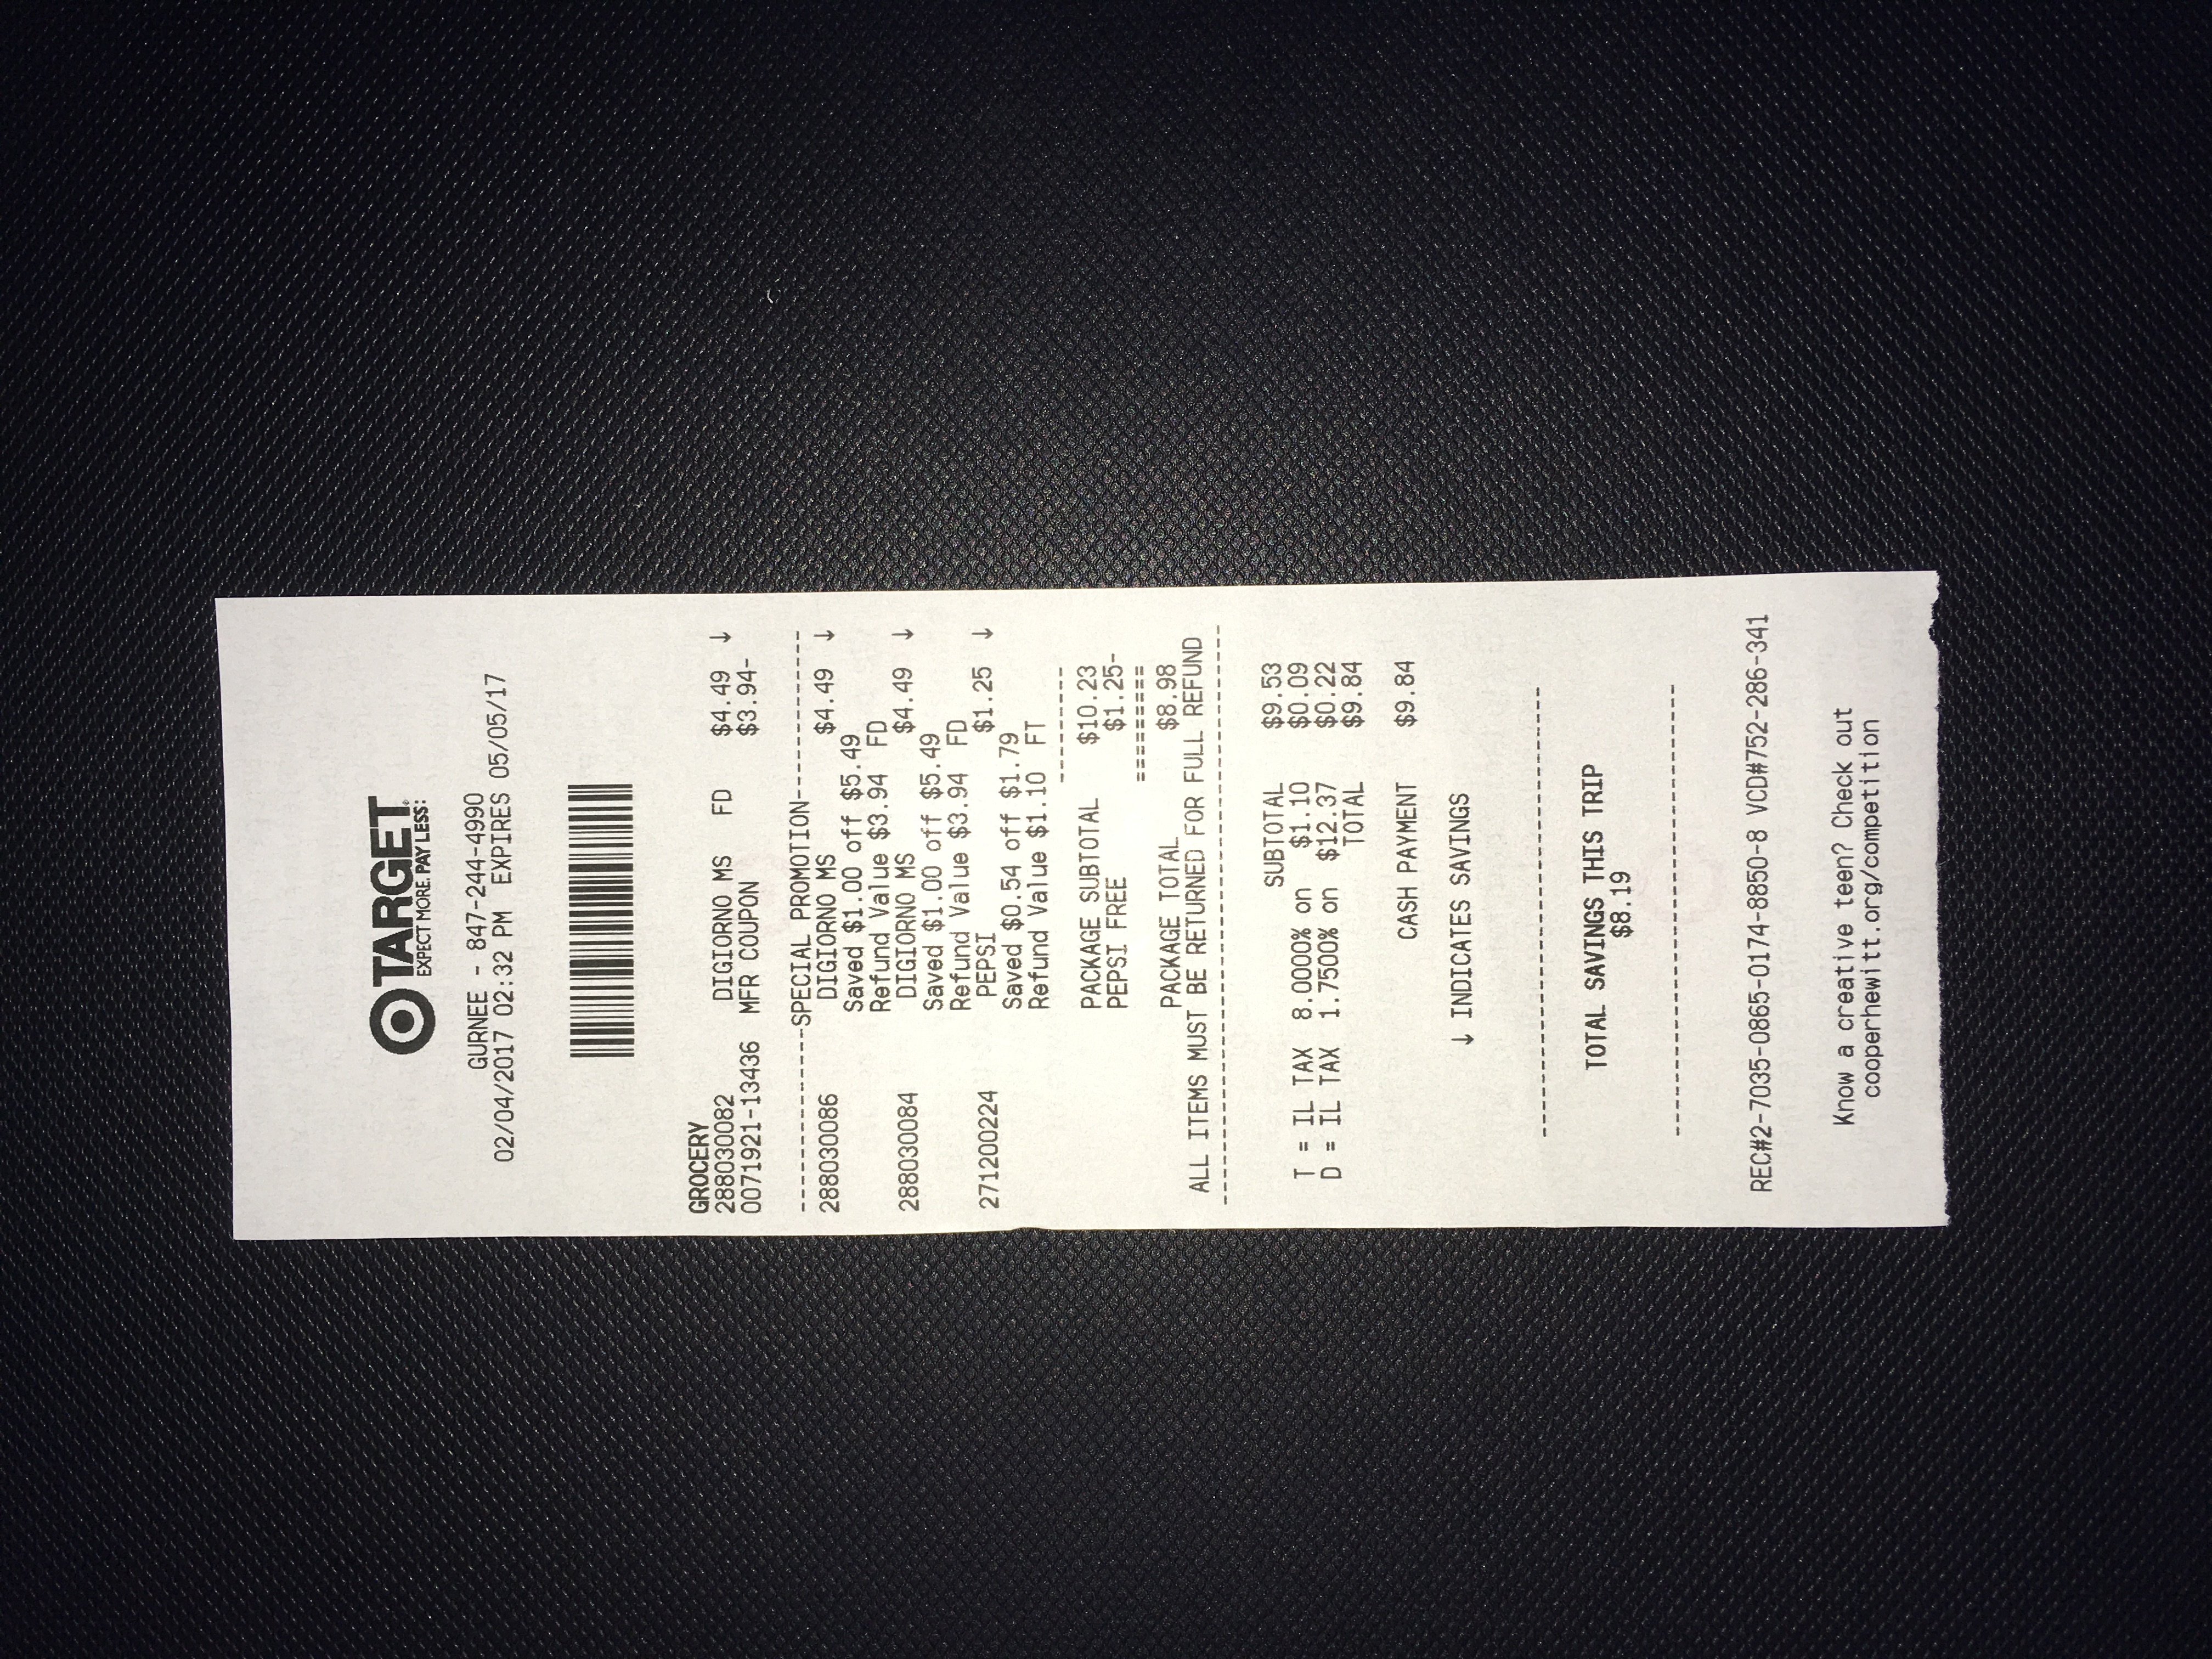 TARGET
EXPECT MORE. PAY LESS.
GURNEE - 847-244-4990
02/04/2017 02:32 PM EXPIRES 05/05/17
GROCERY
288030082 DIGIORNO MS FD $4.49 ↓
0071921-13436 MFR COUPON $3.94-
--------------SPECIAL PROMOTION-------------
288030086 DIGIORNO MS $4.49 ↓
Saved $1.00 off $5.49
Refund Value $3.94 FD
288030084 DIGIORNO MS $4.49 ↓
Saved $1.00 off $5.49
Refund Value $3.94 FD
271200224 PEPSI $1.25 ↓
Saved $0.54 off $1.79
Refund Value $1.10 FT
---------
PACKAGE SUBTOTAL $10.23
PEPSI FREE $1.25-
=========
PACKAGE TOTAL $8.98
ALL ITEMS MUST BE RETURNED FOR FULL REFUND
--------------------------------------------
SUBTOTAL $9.53
T = IL TAX 8.0000% on $1.10 $0.09
D = IL TAX 1.7500% on $12.37 $0.22
TOTAL $9.84
CASH PAYMENT $9.84
↓ INDICATES SAVINGS
----------------------------------
TOTAL SAVINGS THIS TRIP
$8.19
----------------------------------
REC#2-7035-0865-0174-8850-8 VCD#752-286-341
Know a creative teen? Check out
cooperhewitt.org/competition